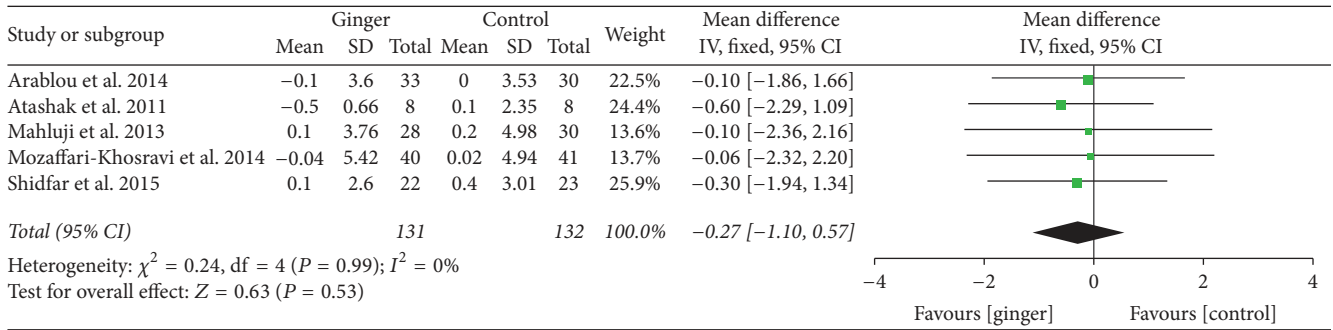 Study or subgroup Ginger Control Weight Mean difference Mean difference
Mean SD Total Mean SD Total IV, fixed, 95% CI IV, fixed, 95% CI
Arablou et al. 2014 −0.1 3.6 33 0 3.53 30 22.5% −0.10 [−1.86, 1.66]
Atashak et al. 2011 −0.5 0.66 8 0.1 2.35 8 24.4% −0.60 [−2.29, 1.09]
Mahluji et al. 2013 0.1 3.76 28 0.2 4.98 30 13.6% −0.10 [−2.36, 2.16]
Mozaffari-Khosravi et al. 2014 −0.04 5.42 40 0.02 4.94 41 13.7% −0.06 [−2.32, 2.20]
Shidfar et al. 2015 0.1 2.6 22 0.4 3.01 23 25.9% −0.30 [−1.94, 1.34]
Total (95% CI) 131 132 100.0% −0.27 [−1.10, 0.57]
Heterogeneity: χ² = 0.24, df = 4 (P = 0.99); I² = 0%
Test for overall effect: Z = 0.63 (P = 0.53)
−4 −2 0 2 4
Favours [ginger] Favours [control]